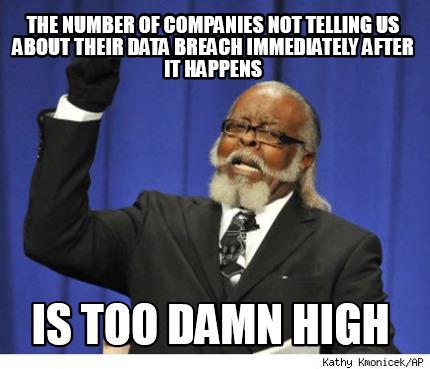 THE NUMBER OF COMPANIES NOT TELLING US
ABOUT THEIR DATA BREACH IMMEDIATELY AFTER
IT HAPPENS
IS TOO DAMN HIGH
Kathy Kmonicek/AP